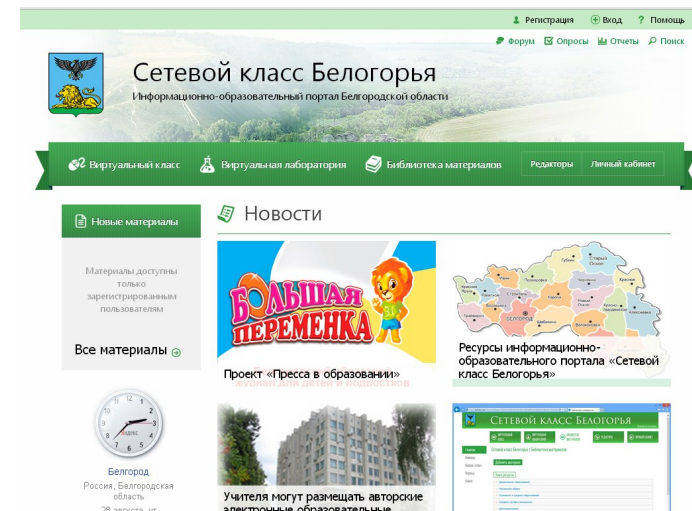 Регистрация Вход ? Помощь
Форум Опросы Отчеты Поиск
Сетевой класс Белогорья
Информационно-образовательный портал Белгородской области
Виртуальный класс Виртуальная лаборатория Библиотека материалов Редакторы Личный кабинет
Новые материалы
Материалы доступны
только
зарегистрированным
пользователям
Все материалы
Белгород
Россия, Белгородская
область
Новости
БОЛЬШАЯ
ПЕРЕМЕНКА
журнал для детей и подростков
Проект «Пресса в образовании»
БЕЛГОРОД
Ресурсы информационно-
образовательного портала «Сетевой
класс Белогорья»
Учителя могут размещать авторские
электронные образовательные
Сетевой класс Белогорья